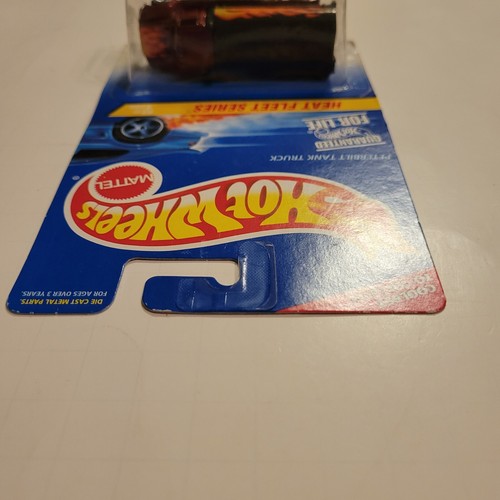 DIE CAST METAL PARTS.
FOR AGES OVER 3 YEARS.
HOT WHEELS
®
MATTEL
PETERBILT TANK TRUCK
GUARANTEED
FOR LIFE
HEAT FLEET SERIES